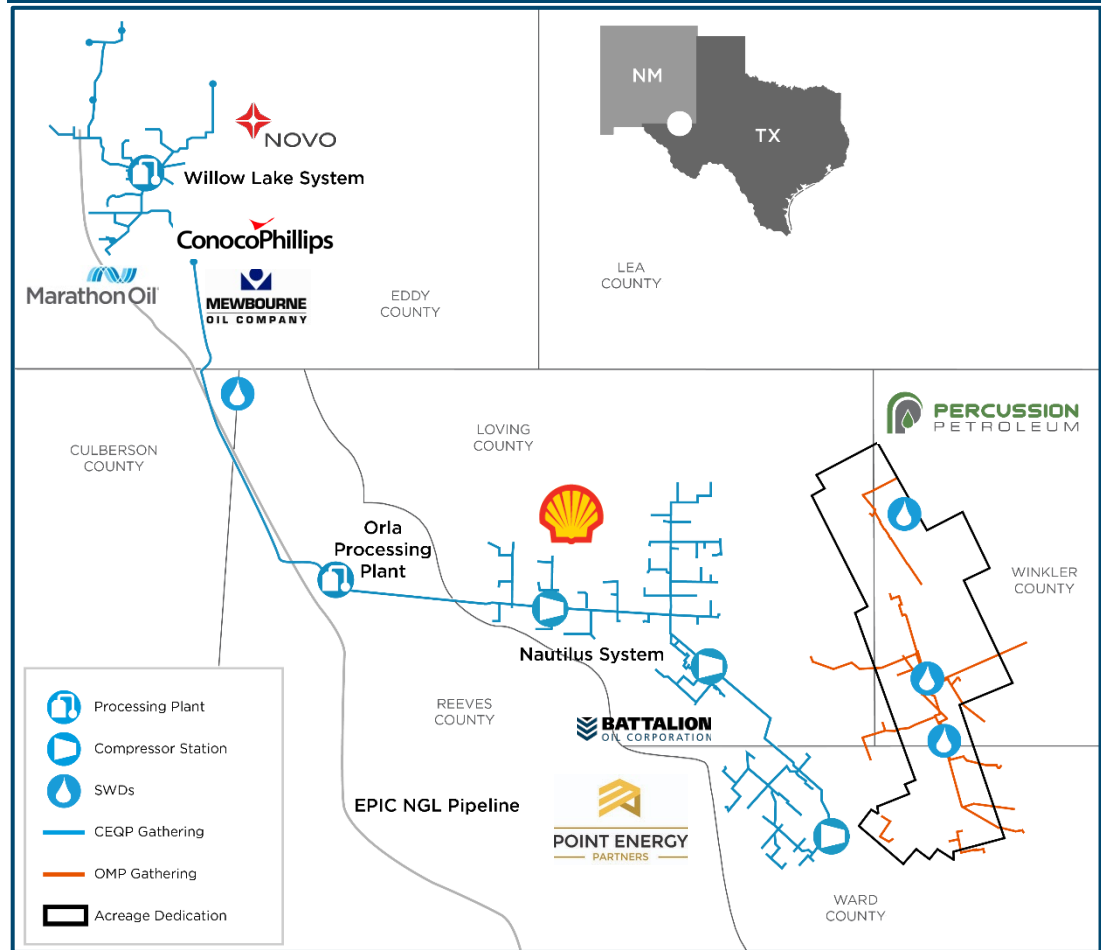 NM
TX
NOVO
Willow Lake System
ConocoPhillips
Marathon Oil
MEWBOURNE
OIL COMPANY
EDDY
COUNTY
LEA
COUNTY
PERCUSSION
PETROLEUM
CULBERSON
COUNTY
LOVING
COUNTY
Orla
Processing
Plant
WINKLER
COUNTY
Nautilus System
REEVES
COUNTY
BATTALION
OIL CORPORATION
EPIC NGL Pipeline
POINT ENERGY
PARTNERS
WARD
COUNTY
Processing Plant
Compressor Station
SWDs
CEQP Gathering
OMP Gathering
Acreage Dedication